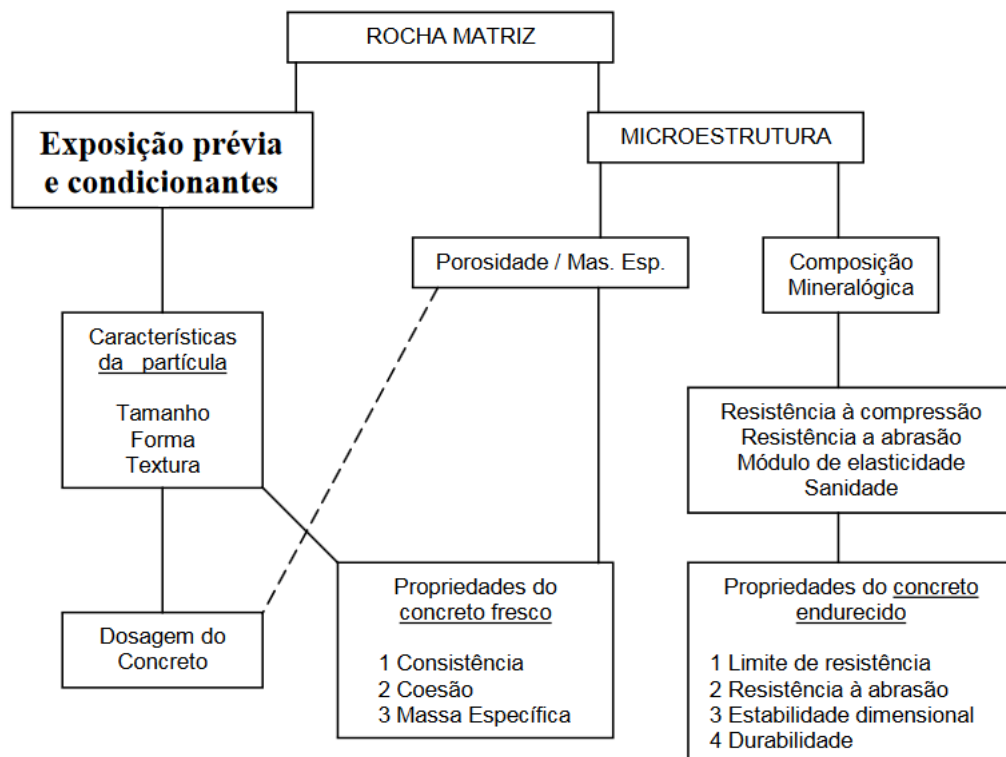 ROCHA MATRIZ
Exposição prévia
e condicionantes
MICROESTRUTURA
Porosidade / Mas. Esp.
Composição
Mineralógica
Características
da partícula
Tamanho
Forma
Textura
Resistência à compressão
Resistência a abrasão
Módulo de elasticidade
Sanidade
Dosagem do
Concreto
Propriedades do
concreto fresco
1 Consistência
2 Coesão
3 Massa Específica
Propriedades do concreto
endurecido
1 Limite de resistência
2 Resistência à abrasão
3 Estabilidade dimensional
4 Durabilidade